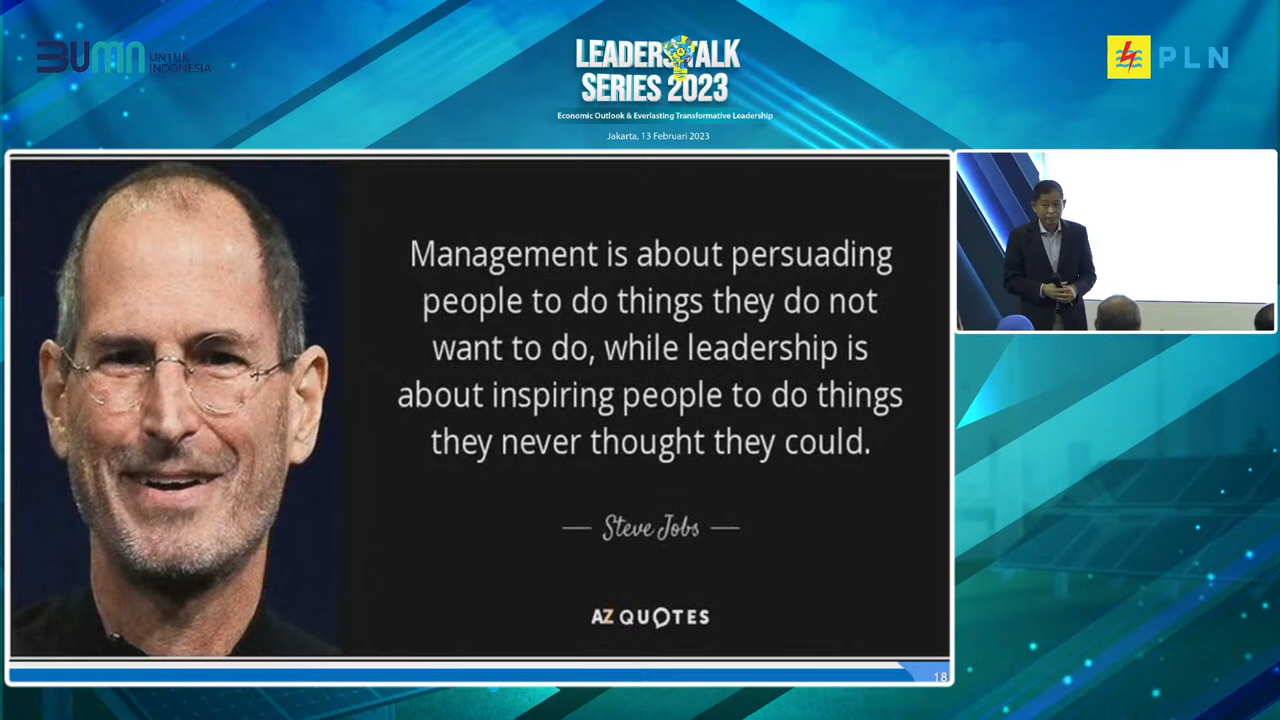 BUMN UNTUK
INDONESIA
LEADERSTALK
SERIES 2023
Economic Outlook & Everlasting Transformative Leadership
Jakarta, 13 Februari 2023
PLN
Management is about persuading
people to do things they do not
want to do, while leadership is
about inspiring people to do things
they never thought they could.
— Steve Jobs —
AZ QUOTES
18